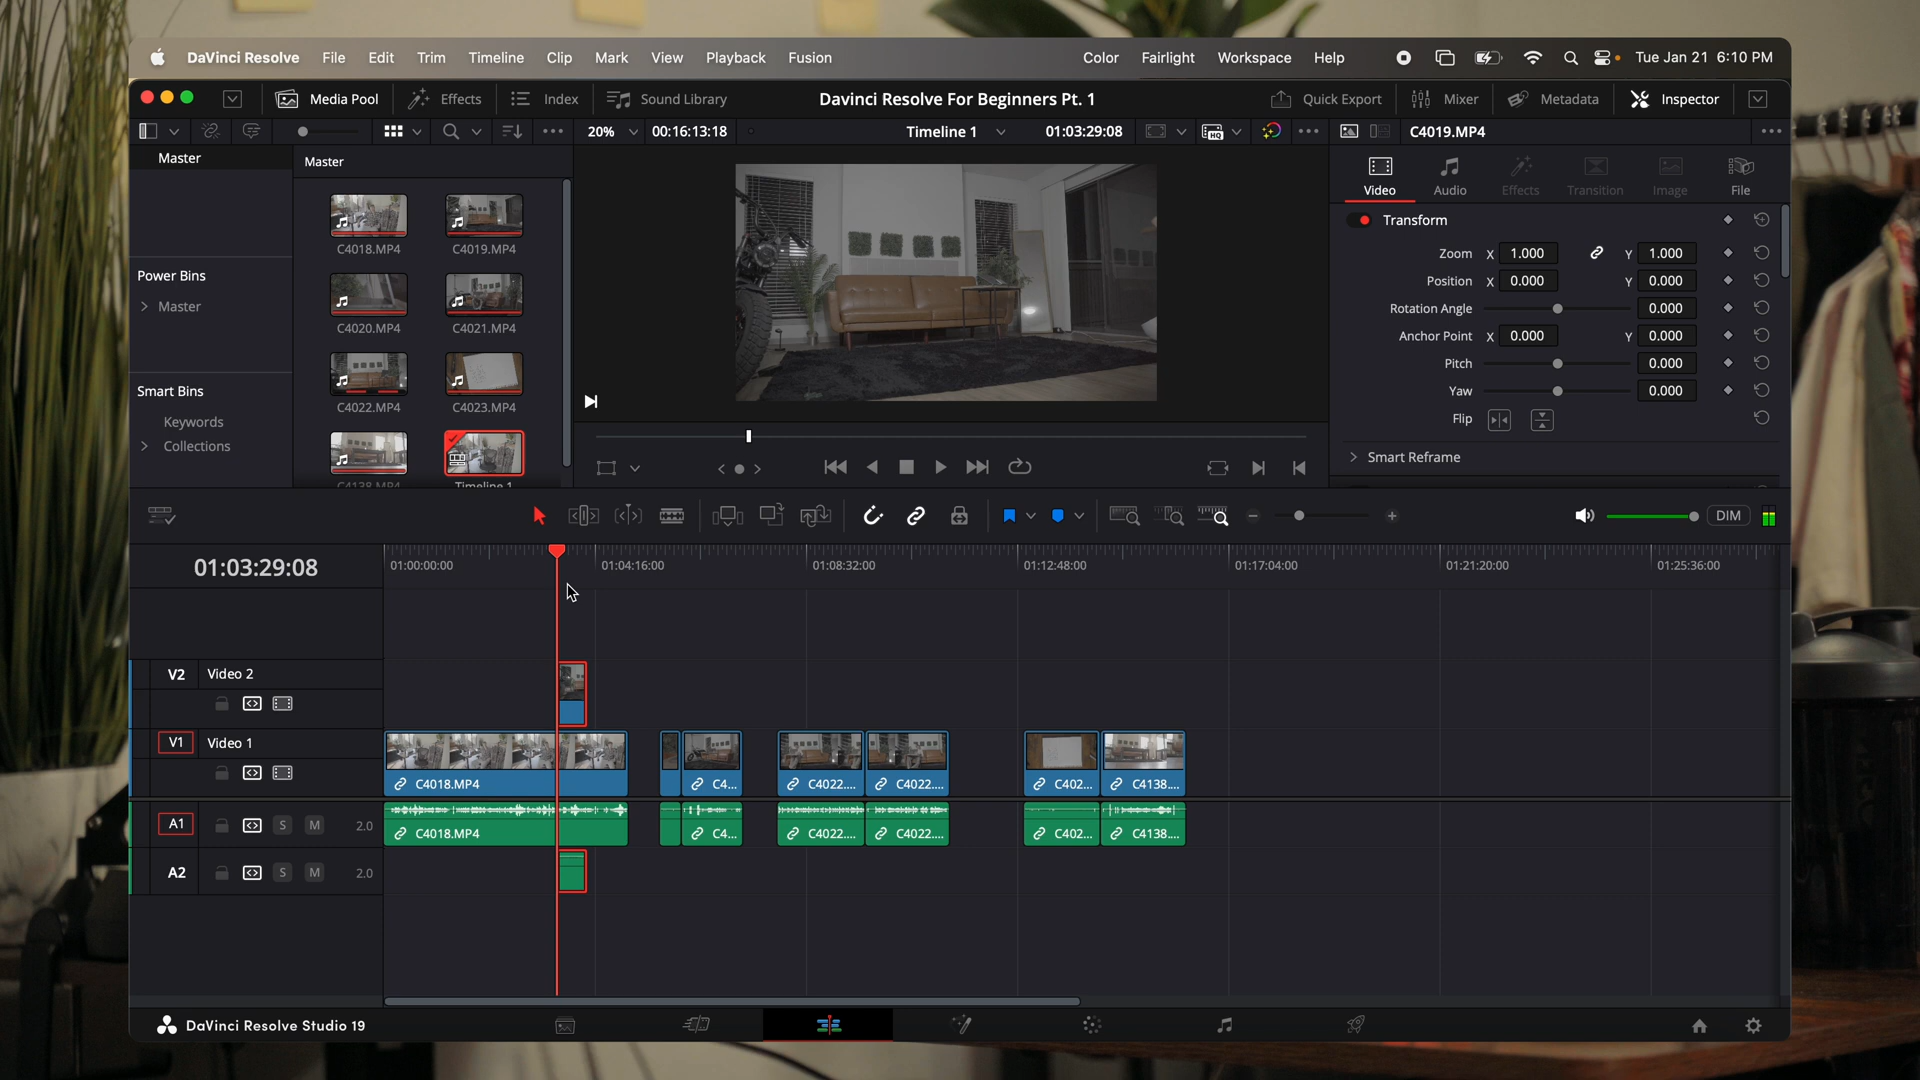 DaVinci Resolve File Edit Trim Timeline Clip Mark View Playback Fusion Color Fairlight Workspace Help Tue Jan 21 6:10 PM
Media Pool Effects Index Sound Library Davinci Resolve For Beginners Pt. 1 Quick Export Mixer Metadata Inspector
20% 00:16:13:18 Timeline 1 01:03:29:08 HQ C4019.MP4
Master
Power Bins
Master
Smart Bins
Keywords
Collections
Master
C4018.MP4 C4019.MP4
C4020.MP4 C4021.MP4
C4022.MP4 C4023.MP4
C4138.MP4 Timeline 1
Video Audio Effects Transition Image File
Transform
Zoom X 1.000 Y 1.000
Position X 0.000 Y 0.000
Rotation Angle 0.000
Anchor Point X 0.000 Y 0.000
Pitch 0.000
Yaw 0.000
Flip
Smart Reframe
DIM
01:03:29:08
01:00:00:00 01:04:16:00 01:08:32:00 01:12:48:00 01:17:04:00 01:21:20:00 01:25:36:00
V2 Video 2
V1 Video 1
C4018.MP4 C4... C4022.... C4022.... C402... C4138....
A1 S M 2.0
C4018.MP4 C4... C4022.... C4022.... C402... C4138....
A2 S M 2.0
DaVinci Resolve Studio 19